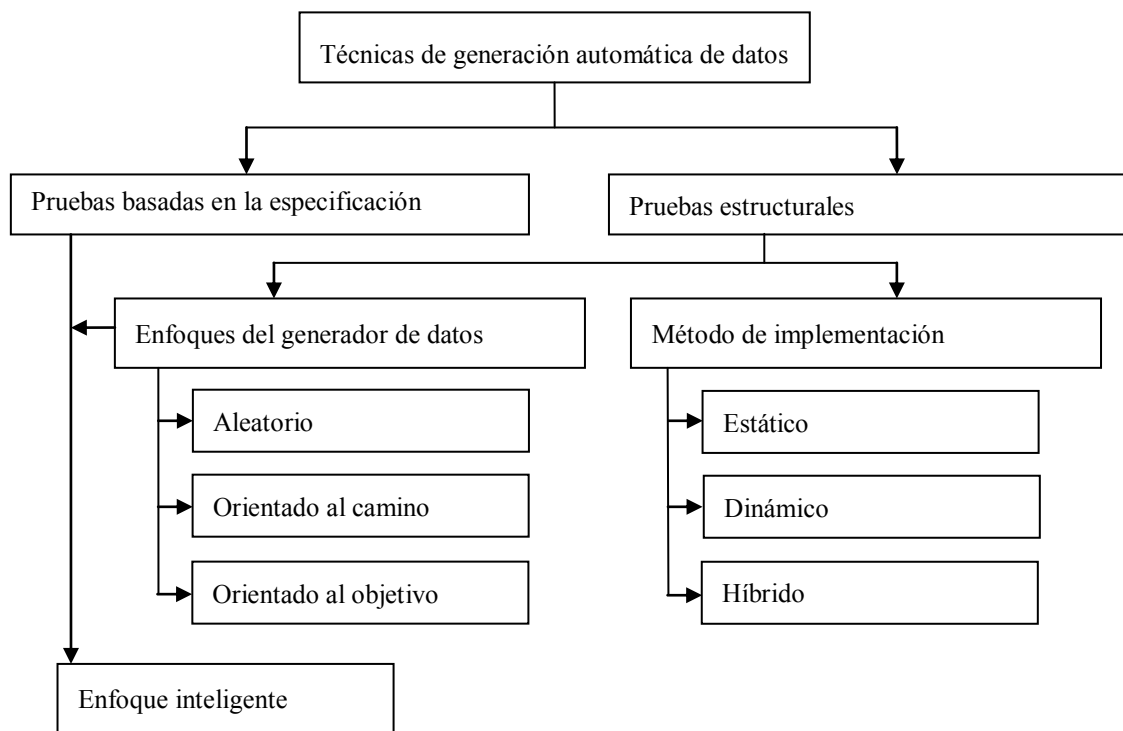 Técnicas de generación automática de datos
Pruebas basadas en la especificación
Pruebas estructurales
Enfoques del generador de datos
Método de implementación
Aleatorio
Estático
Orientado al camino
Dinámico
Orientado al objetivo
Híbrido
Enfoque inteligente